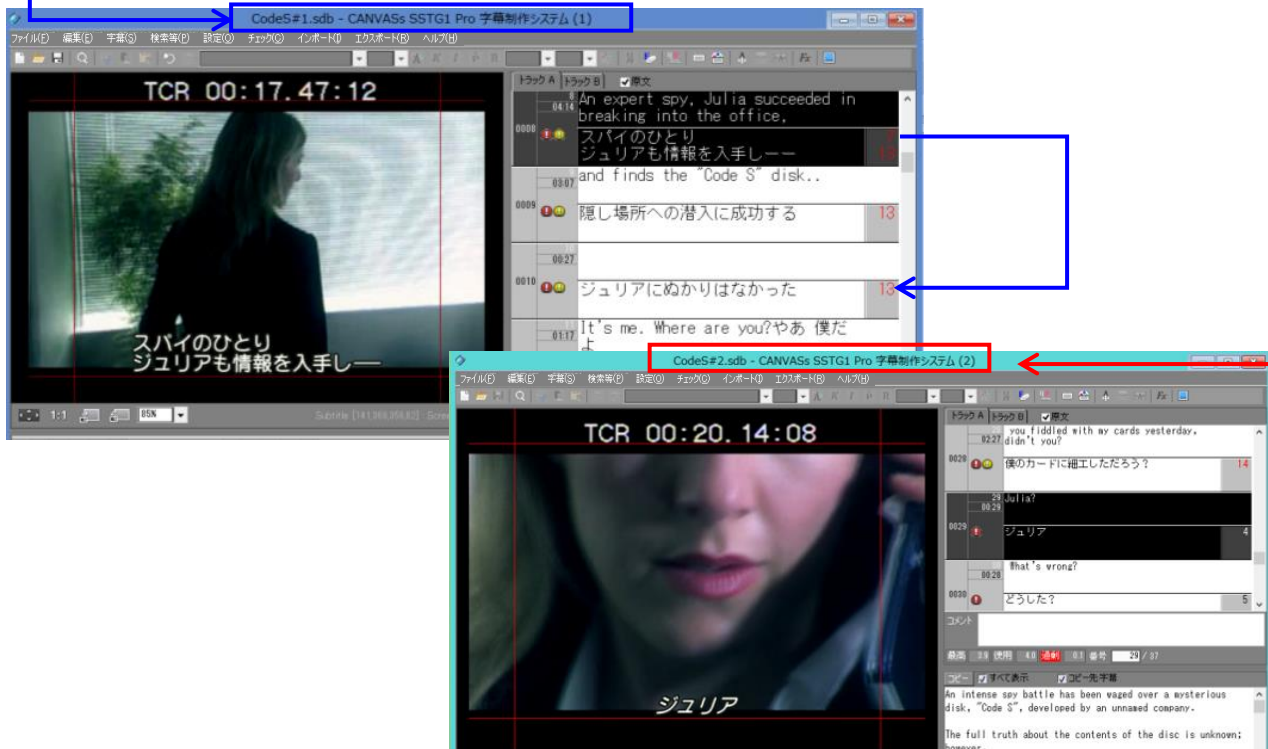 CodeS#1.sdb - CANVASs SSTG1 Pro 字幕制作システム (1)
ファイル(F) 編集(E) 字幕(S) 検索等(P) 設定(O) チェック(C) インポート(I) エクスポート(R) ヘルプ(H)
TCR 00:17.47:12
スパイのひとり
ジュリアも情報を入手し――
1:1 85%
トラック A トラック B 原文
8
04:14
An expert spy, Julia succeeded in
breaking into the office,
0008
スパイのひとり
ジュリアも情報を入手しーー 13
03:07
and finds the "Code S" disk..
0009
隠し場所への潜入に成功する 13
00:27
0010
ジュリアにぬかりはなかった 13
01:17
It's me. Where are you?やあ 僕だ
よ
CodeS#2.sdb - CANVASs SSTG1 Pro 字幕制作システム (2)
ファイル(F) 編集(E) 字幕(S) 検索等(P) 設定(O) チェック(C) インポート(I) エクスポート(R) ヘルプ(H)
TCR 00:20.14:08
ジュリア
トラック A トラック B 原文
02:27
you fiddled with my cards yesterday,
didn't you?
0028
僕のカードに細工しただろう? 14
29
00:29
Julia?
0029
ジュリア 4
00:28
What's wrong?
0030
どうした? 5
コメント
最高 3.9 使用 4.0 過剰 0.1 番号 29 / 37
コピー すべて表示 コピー先字幕
An intense spy battle has been waged over a mysterious
disk, "Code S", developed by an unnamed company.
The full truth about the contents of the disc is unknown;
however